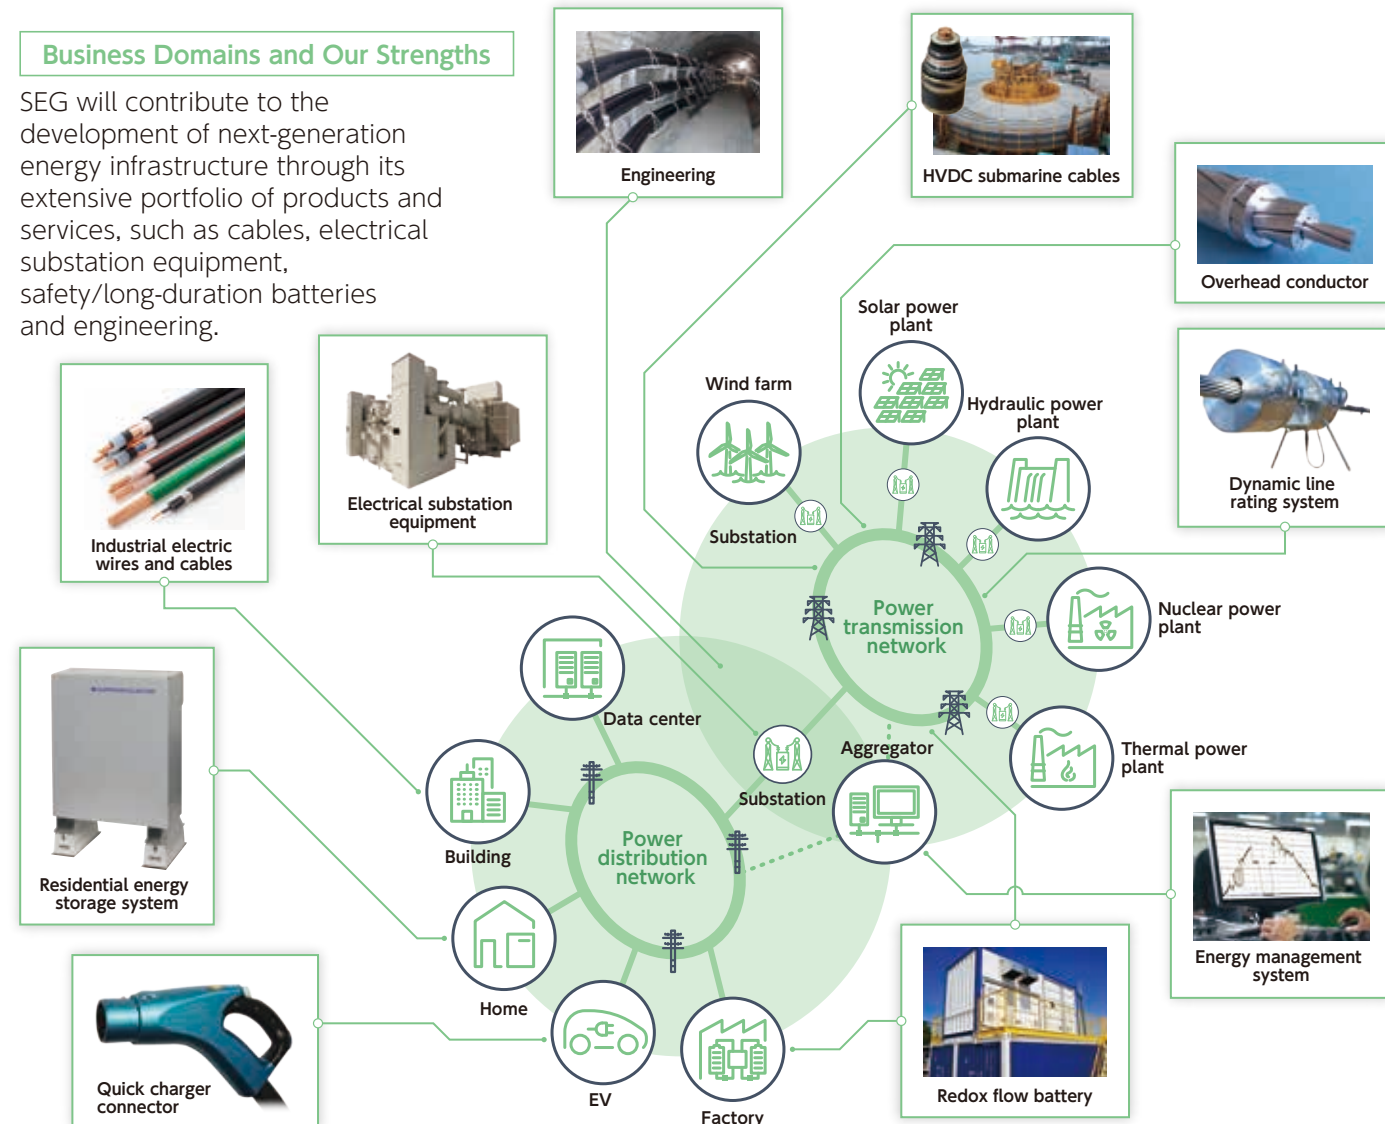 Business Domains and Our Strengths
SEG will contribute to the
development of next-generation
energy infrastructure through its
extensive portfolio of products and
services, such as cables, electrical
substation equipment,
safety/long-duration batteries
and engineering.
Engineering
HVDC submarine cables
Overhead conductor
Dynamic line
rating system
Industrial electric
wires and cables
Electrical substation
equipment
Solar power
plant
Wind farm
Hydraulic power
plant
Substation
Power
transmission
network
Nuclear power
plant
Thermal power
plant
Data center
Aggregator
Substation
Building
Power
distribution
network
Residential energy
storage system
Home
Energy management
system
Quick charger
connector
EV
Factory
Redox flow battery